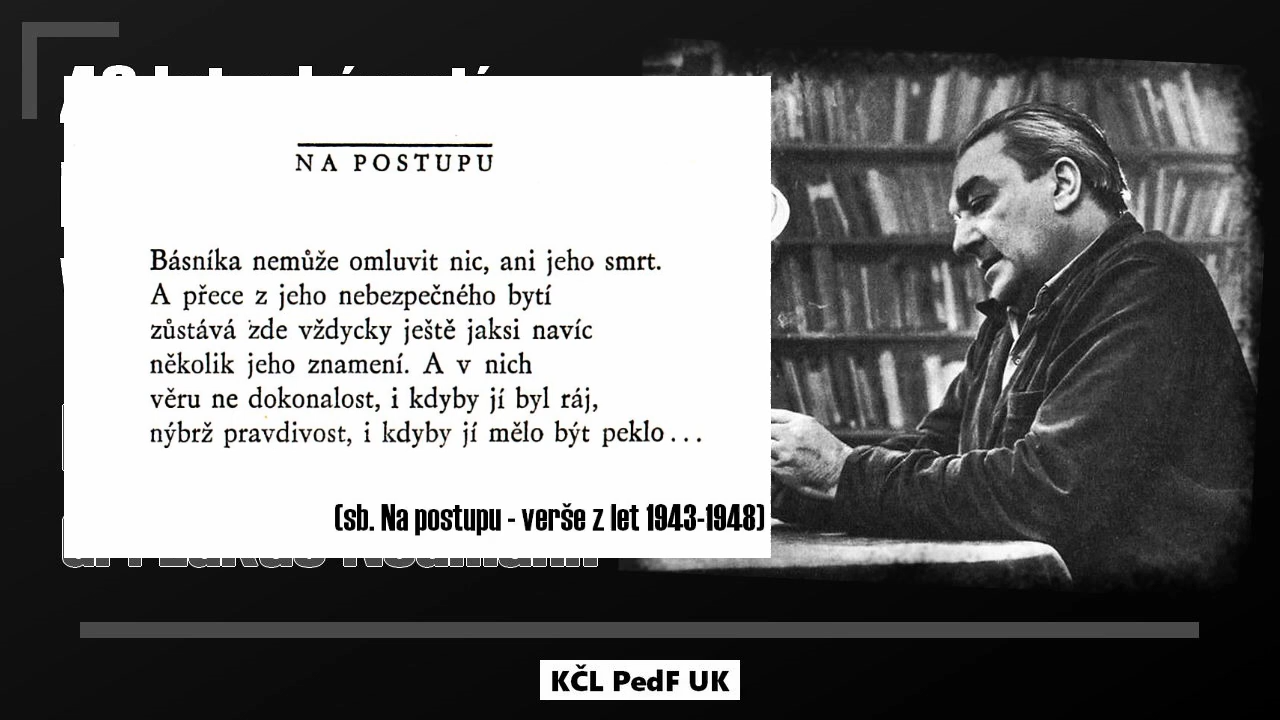 NA POSTUPU
Básníka nemůže omluvit nic, ani jeho smrt.
A přece z jeho nebezpečného bytí
zůstává zde vždycky ještě jaksi navíc
několik jeho znamení. A v nich
věru ne dokonalost, i kdyby jí byl ráj,
nýbrž pravdivost, i kdyby jí mělo být peklo...
(sb. Na postupu - verše z let 1943-1948)
KČL PedF UK